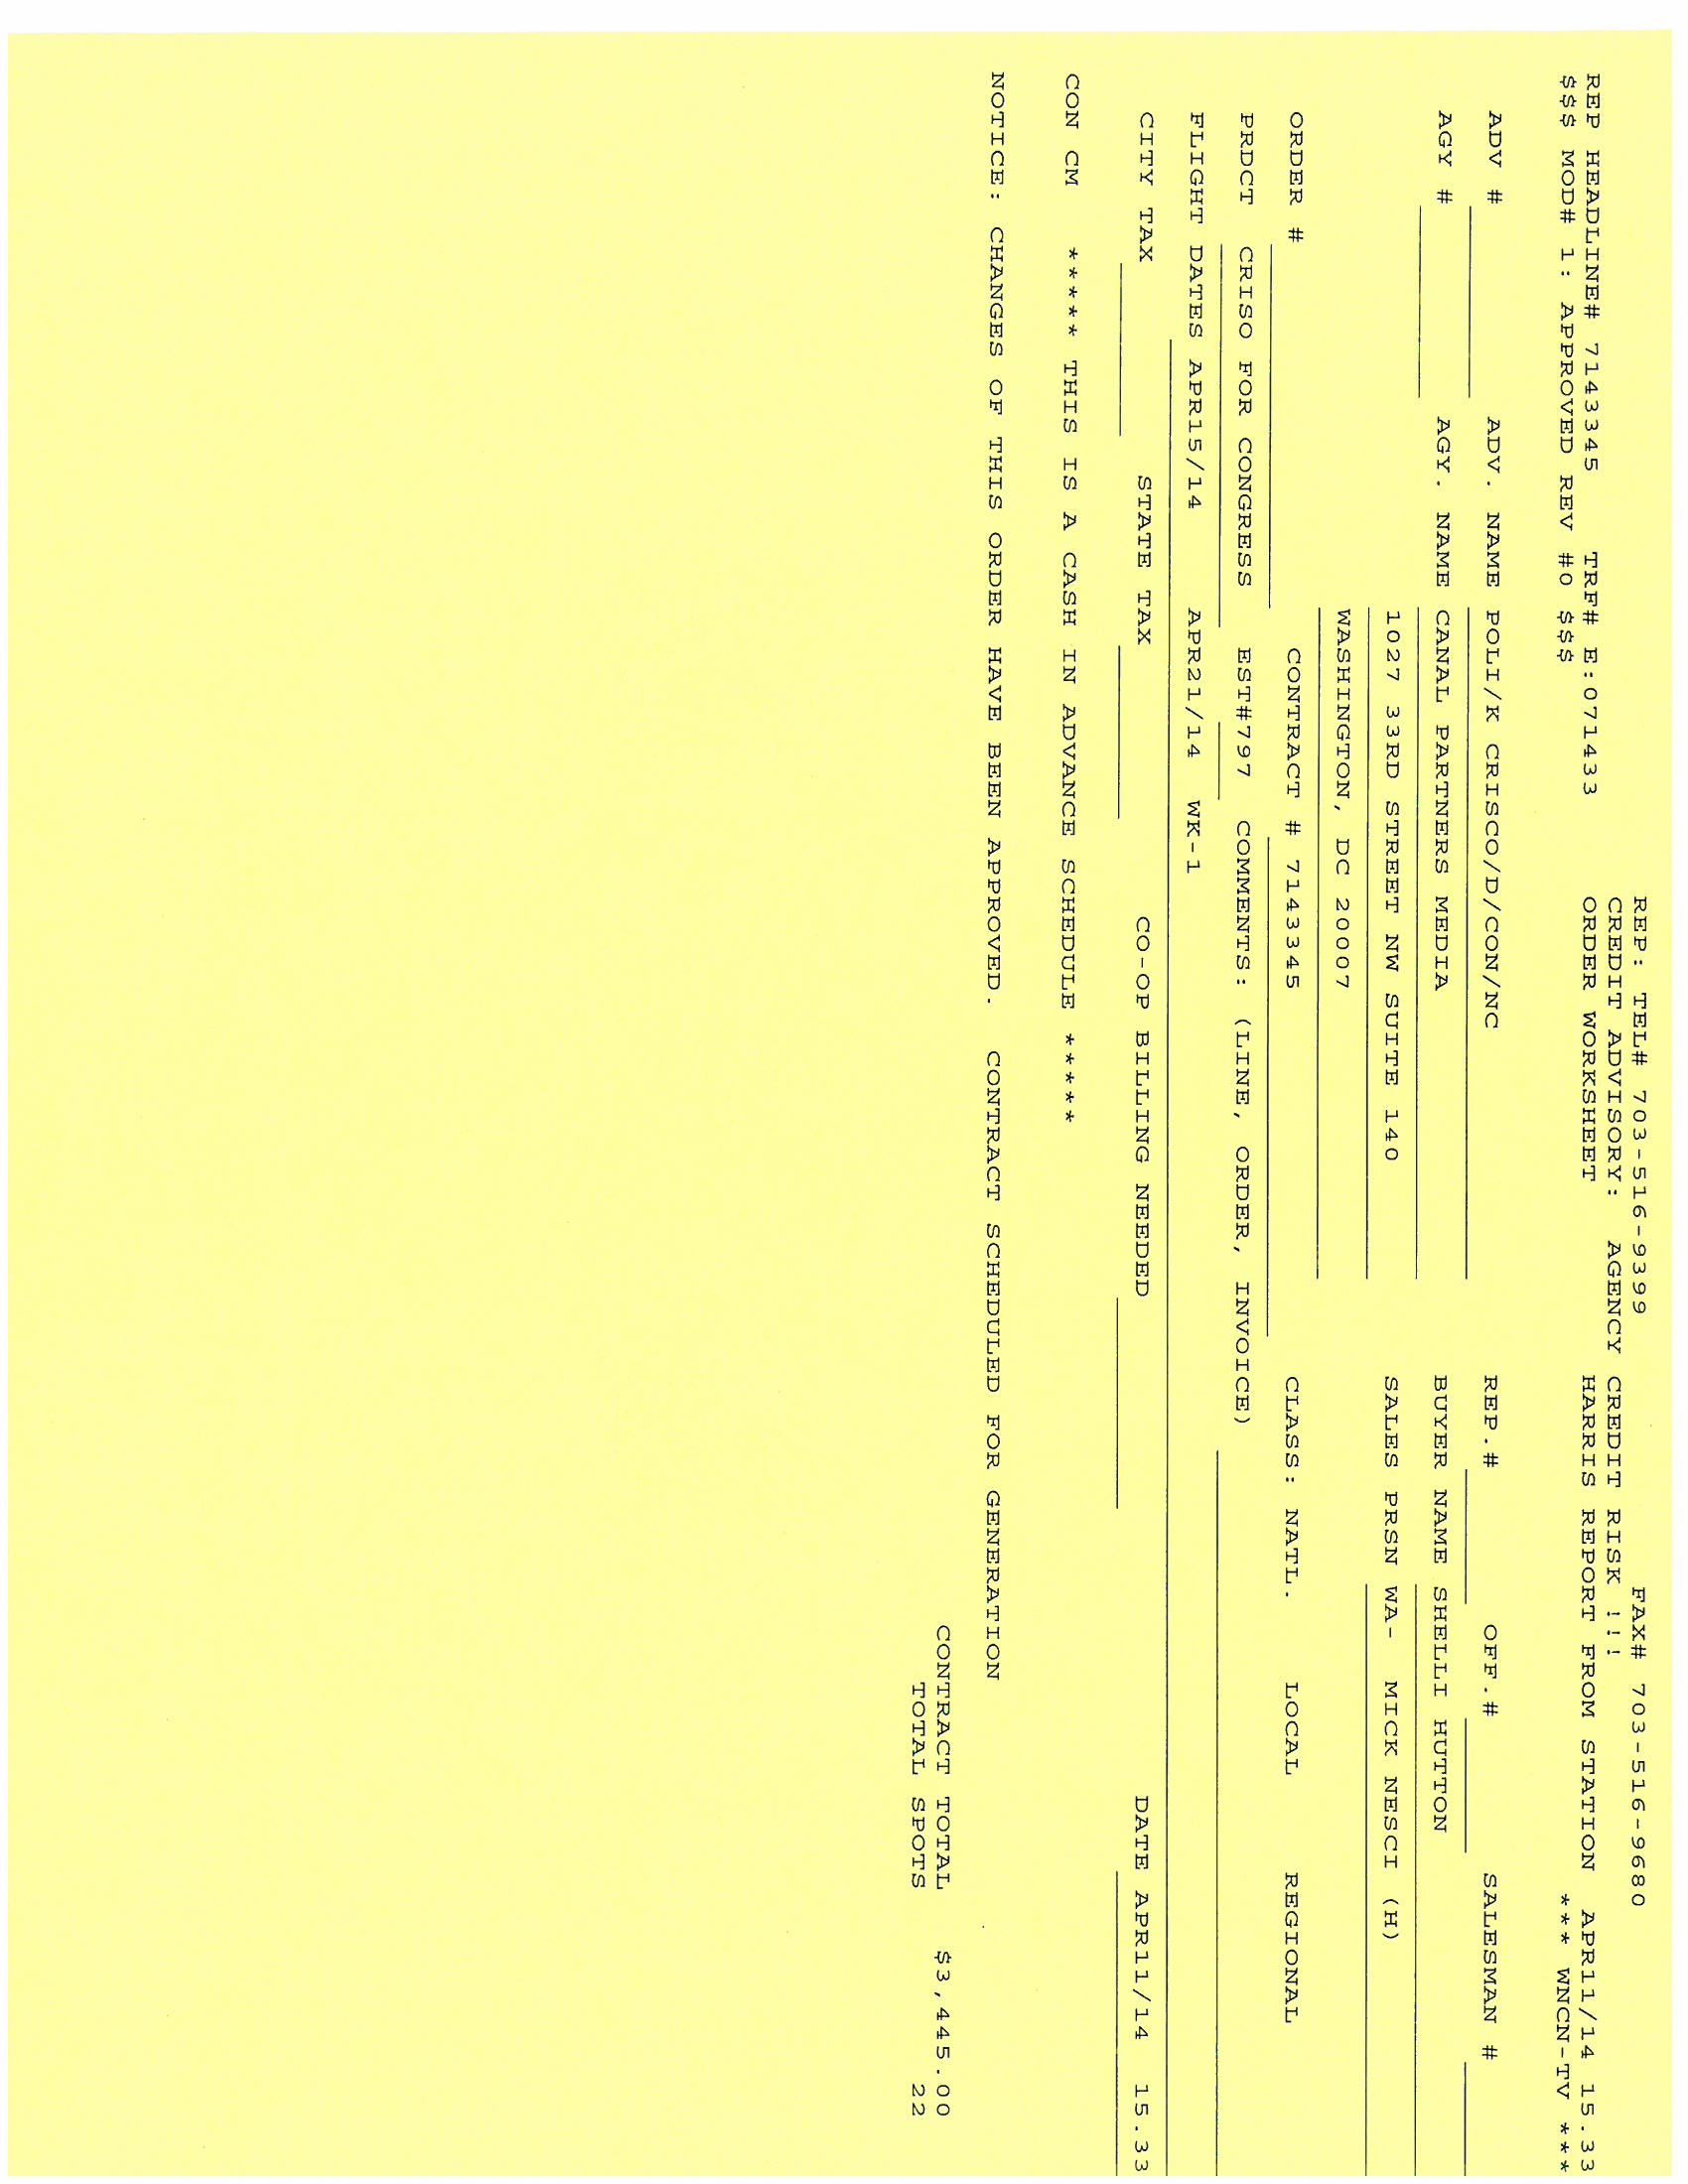 REP: TEL# 703-516-9399 FAX# 703-516-9680
CREDIT ADVISORY: AGENCY CREDIT RISK !!!
REP HEADLINE# 7143345 TRF# E:071433 ORDER WORKSHEET HARRIS REPORT FROM STATION APR11/14 15.33
$$$ MOD# 1: APPROVED REV #0 $$$ *** WNCN-TV ***
ADV # ADV. NAME POLI/K CRISCO/D/CON/NC REP.# OFF.# SALESMAN #
AGY # AGY. NAME CANAL PARTNERS MEDIA BUYER NAME SHELLI HUTTON
1027 33RD STREET NW SUITE 140 SALES PRSN WA- MICK NESCI (H)
WASHINGTON, DC 20007
ORDER # CONTRACT # 7143345 CLASS: NATL. LOCAL REGIONAL
PRDCT CRISO FOR CONGRESS EST#797 COMMENTS: (LINE, ORDER, INVOICE)
FLIGHT DATES APR15/14 APR21/14 WK-1
CITY TAX STATE TAX CO-OP BILLING NEEDED DATE APR11/14 15.33
CON CM ***** THIS IS A CASH IN ADVANCE SCHEDULE *****
NOTICE: CHANGES OF THIS ORDER HAVE BEEN APPROVED. CONTRACT SCHEDULED FOR GENERATION
CONTRACT TOTAL $3,445.00
TOTAL SPOTS 22